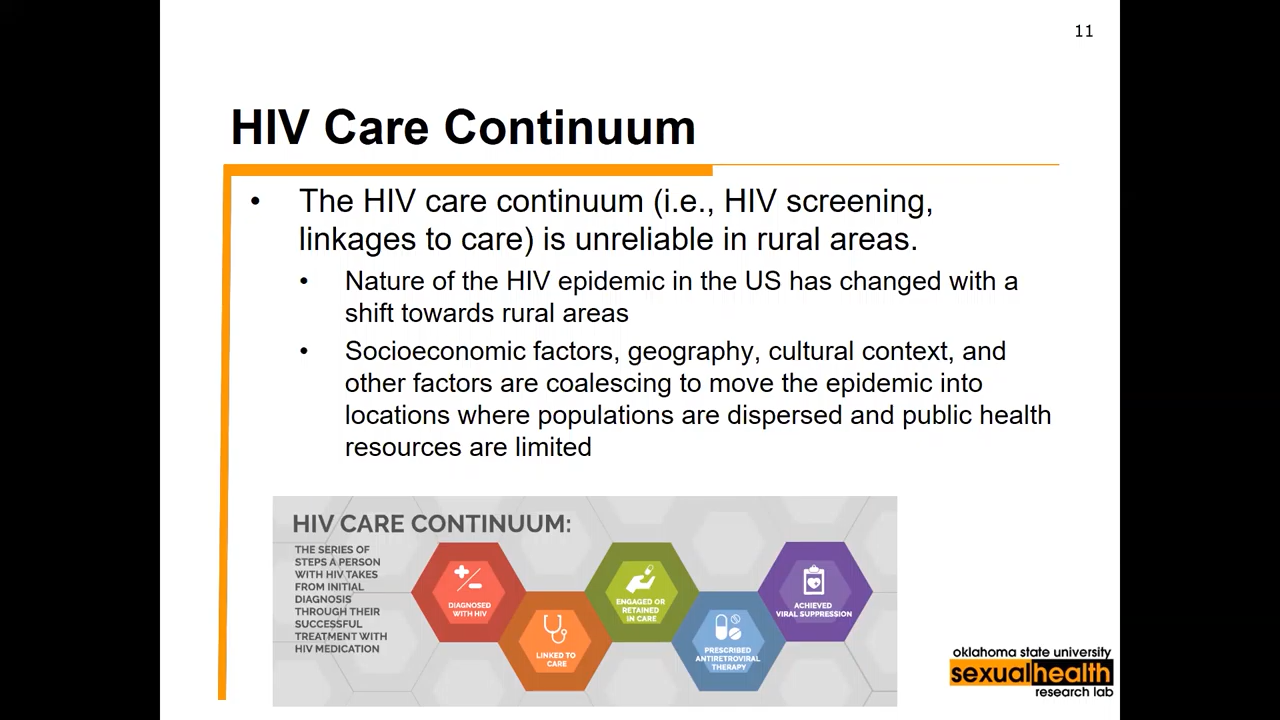 11
HIV Care Continuum
• The HIV care continuum (i.e., HIV screening,
linkages to care) is unreliable in rural areas.
• Nature of the HIV epidemic in the US has changed with a
shift towards rural areas
• Socioeconomic factors, geography, cultural context, and
other factors are coalescing to move the epidemic into
locations where populations are dispersed and public health
resources are limited
HIV CARE CONTINUUM:
THE SERIES OF
STEPS A PERSON
WITH HIV TAKES
FROM INITIAL
DIAGNOSIS
THROUGH THEIR
SUCCESSFUL
TREATMENT WITH
HIV MEDICATION
DIAGNOSED
WITH HIV
LINKED TO
CARE
ENGAGED OR
RETAINED
IN CARE
PRESCRIBED
ANTIRETROVIRAL
THERAPY
ACHIEVED
VIRAL SUPPRESSION
oklahoma state university
sexualhealth
research lab